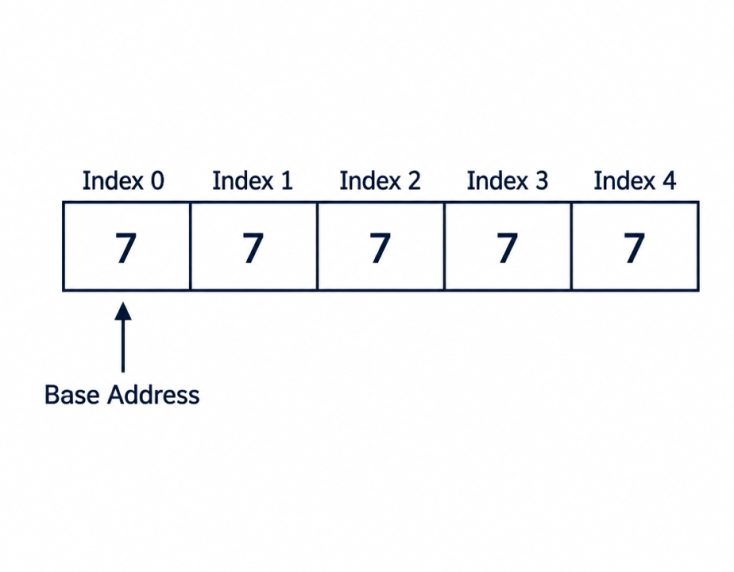 Index 0 Index 1 Index 2 Index 3 Index 4
7 7 7 7 7
Base Address